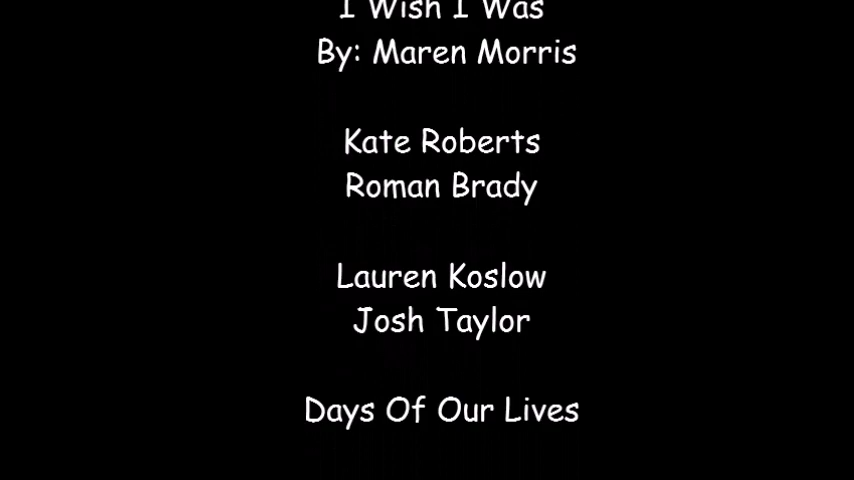 I Wish I Was
By: Maren Morris
Kate Roberts
Roman Brady
Lauren Koslow
Josh Taylor
Days Of Our Lives